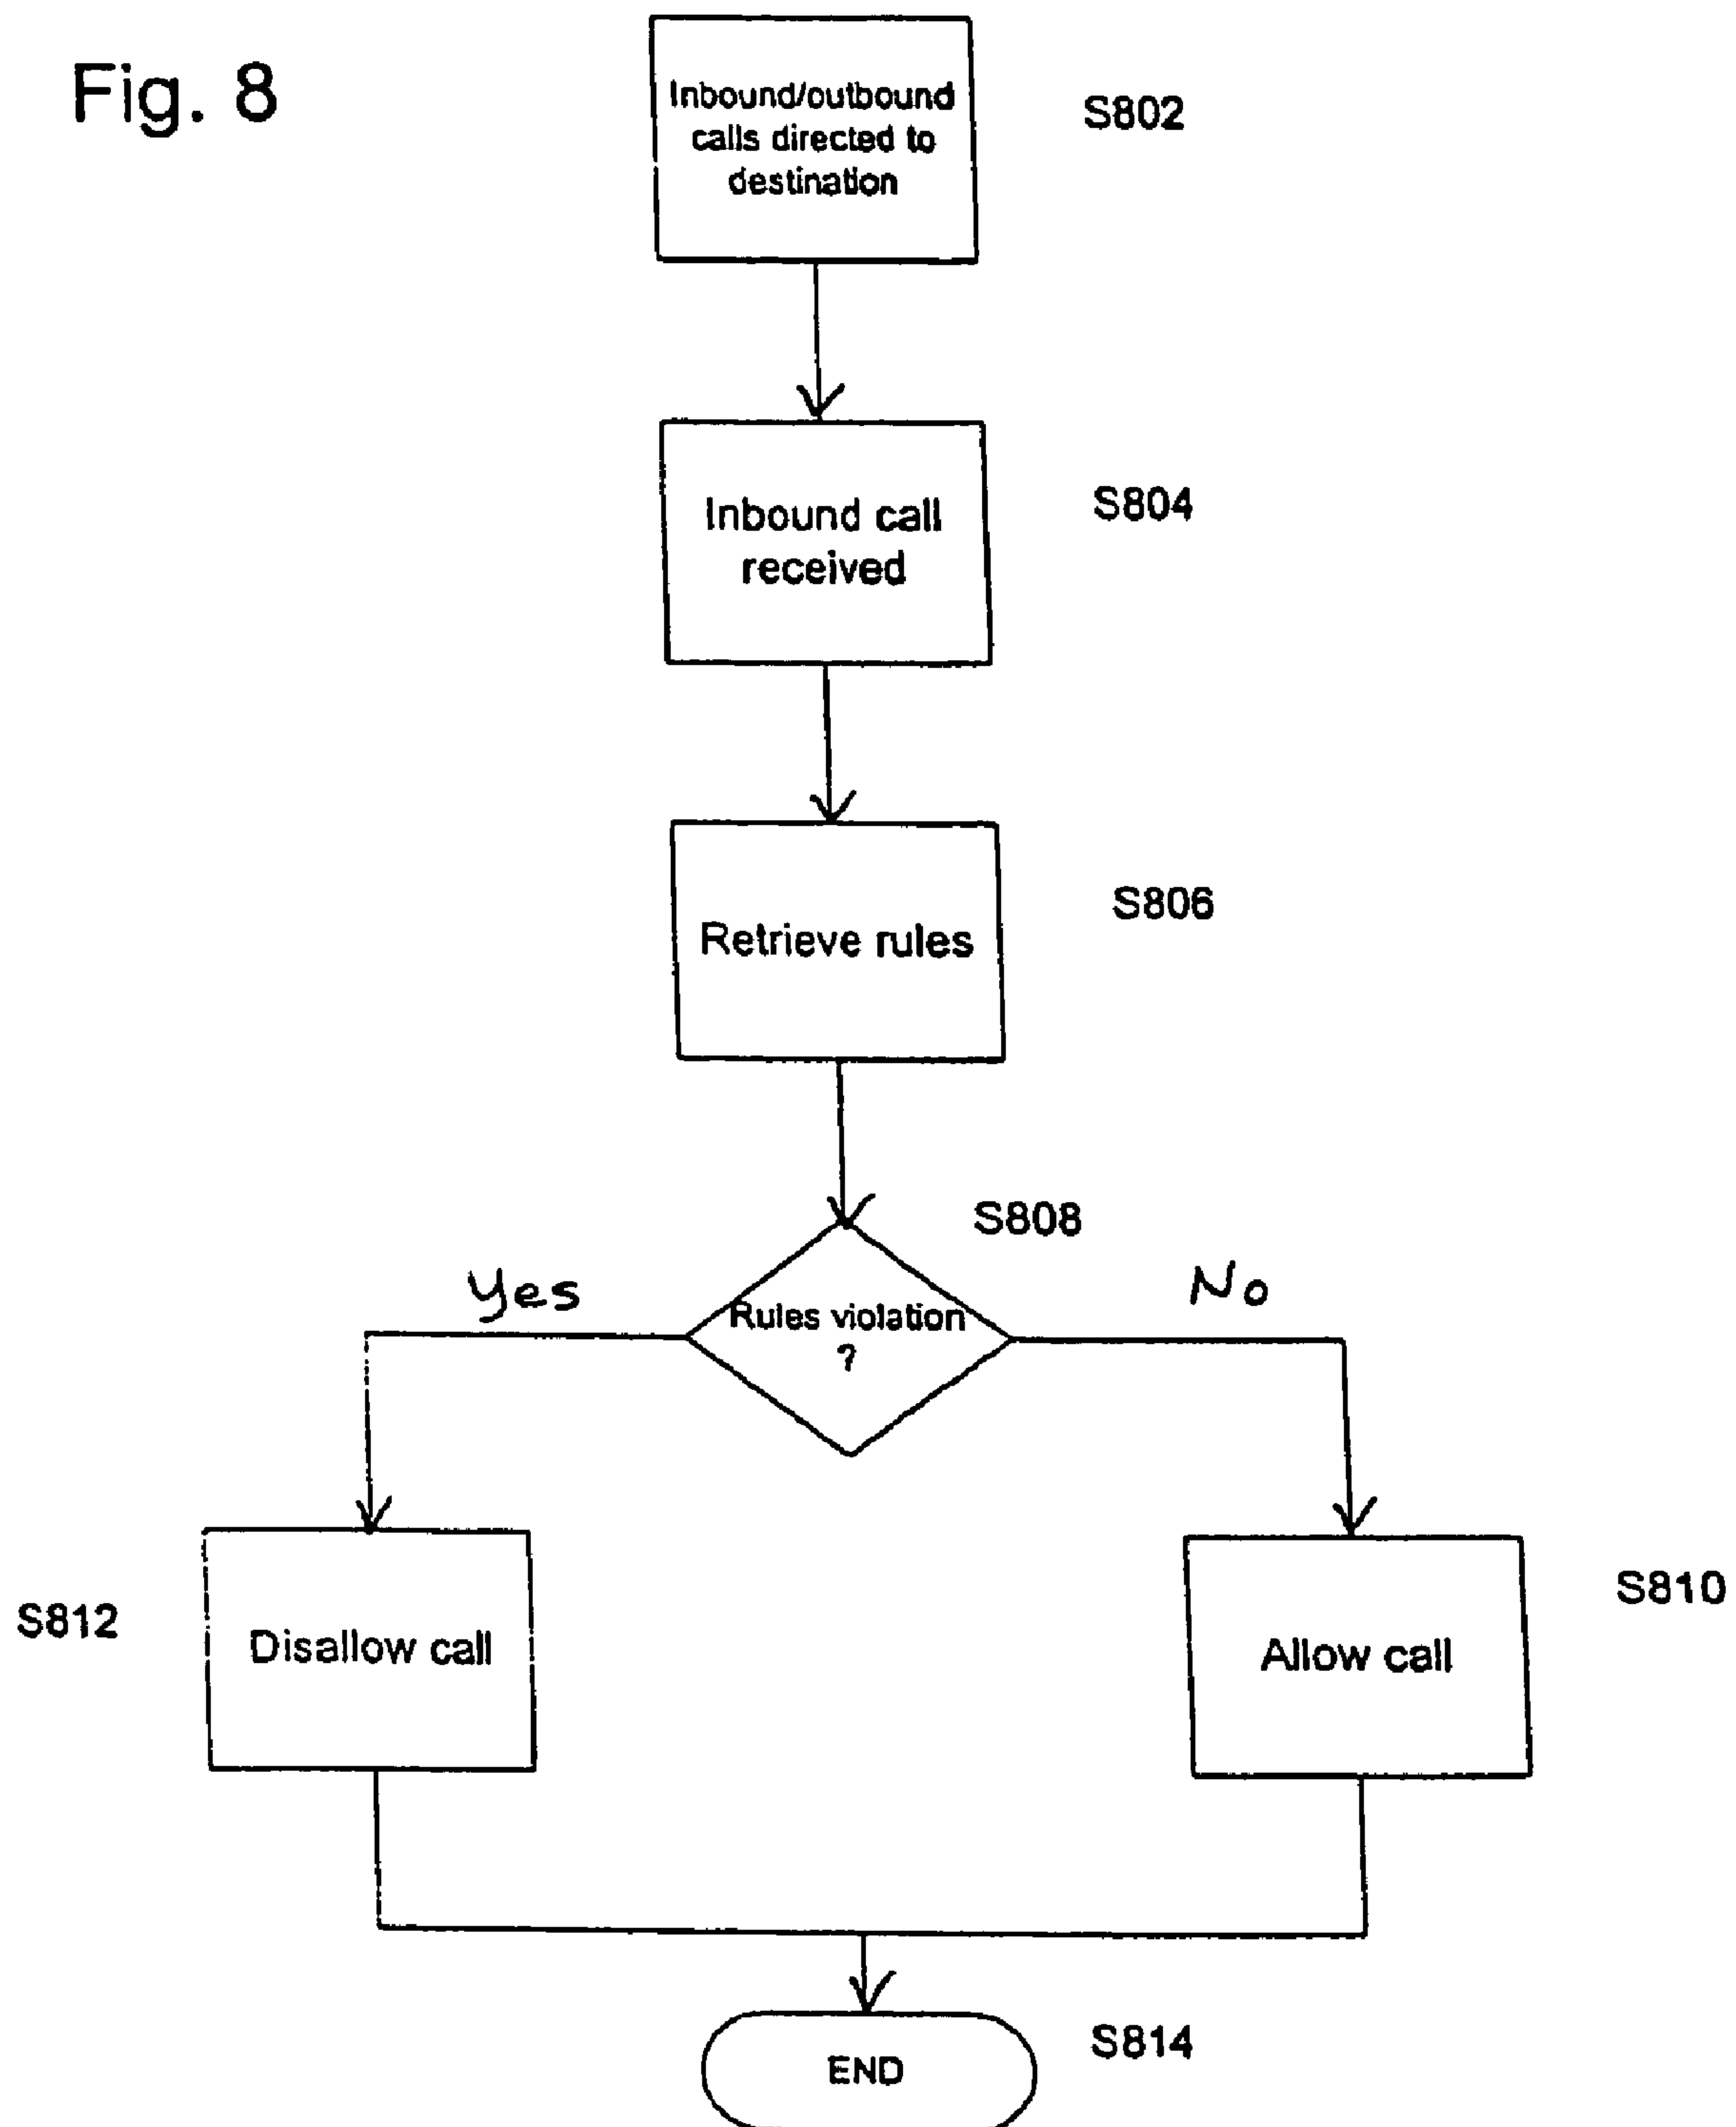 Fig. 8
Inbound/outbound
calls directed to
destination
S802
Inbound call
received
S804
Retrieve rules
S806
S808
Yes
Rules violation
?
No
S812
Disallow call
Allow call
S810
END
S814